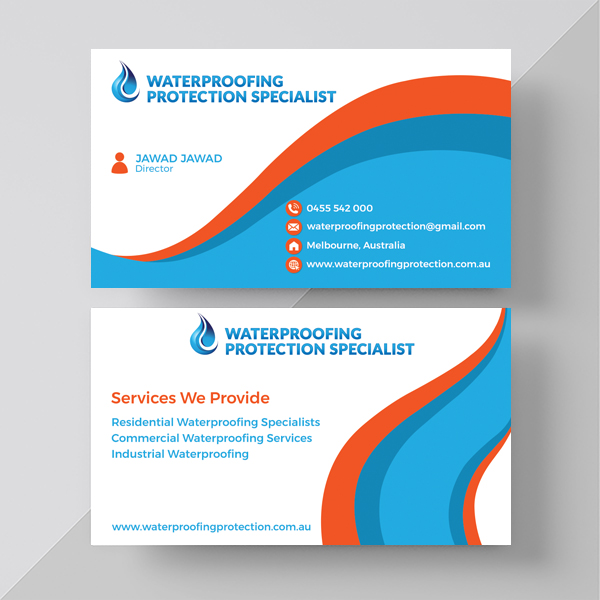 WATERPROOFING
PROTECTION SPECIALIST
JAWAD JAWAD
Director
0455 542 000
waterproofingprotection@gmail.com
Melbourne, Australia
www.waterproofingprotection.com.au
WATERPROOFING
PROTECTION SPECIALIST
Services We Provide
Residential Waterproofing Specialists
Commercial Waterproofing Services
Industrial Waterproofing
www.waterproofingprotection.com.au